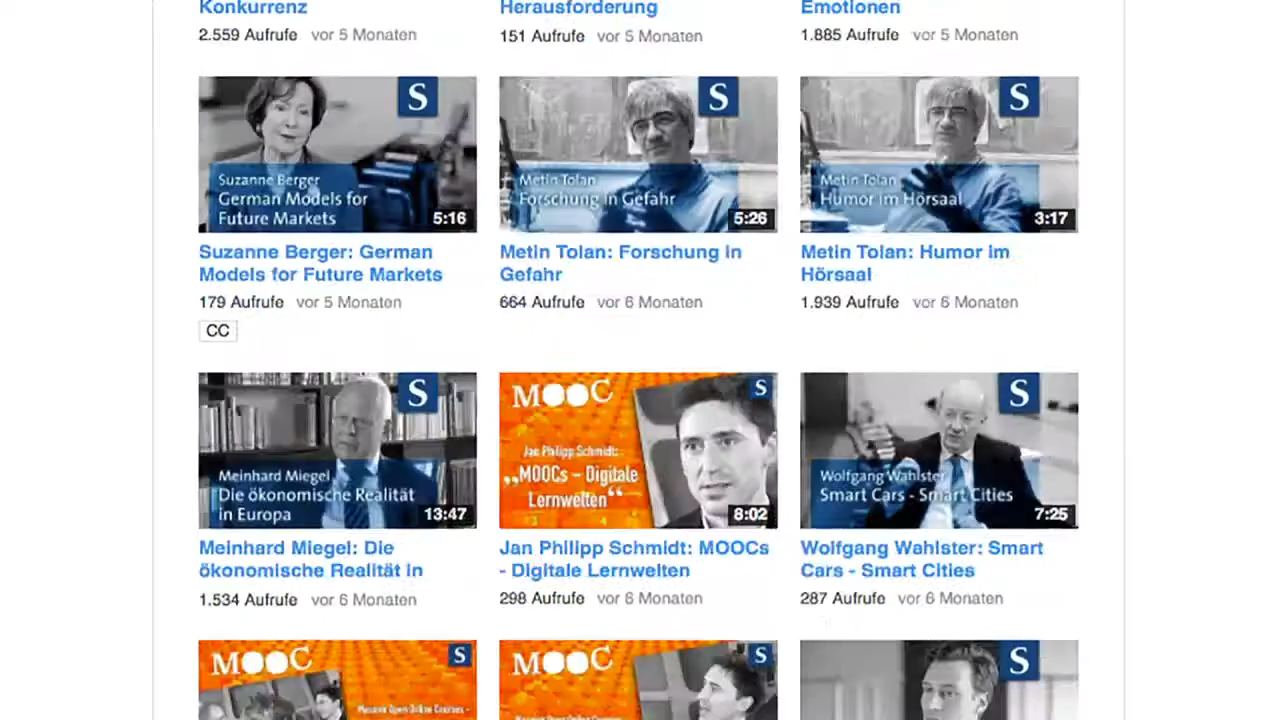 Konkurrenz
Herausforderung
Emotionen
2.559 Aufrufe vor 5 Monaten
151 Aufrufe vor 5 Monaten
1.885 Aufrufe vor 5 Monaten
S
Suzanne Berger
German Models for
Future Markets
5:16
S
Metin Tolan
Forschung in Gefahr
5:26
S
Metin Tolan
Humor im Hörsaal
3:17
Suzanne Berger: German
Models for Future Markets
179 Aufrufe vor 5 Monaten
CC
Metin Tolan: Forschung in
Gefahr
664 Aufrufe vor 6 Monaten
Metin Tolan: Humor im
Hörsaal
1.939 Aufrufe vor 6 Monaten
S
Meinhard Miegel
Die ökonomische Realität
in Europa
13:47
MOOC
S
Jan Philipp Schmidt:
„MOOCs – Digitale
Lernwelten“
8:02
S
Wolfgang Wahlster
Smart Cars - Smart Cities
7:25
Meinhard Miegel: Die
ökonomische Realität in
1.534 Aufrufe vor 6 Monaten
Jan Philipp Schmidt: MOOCs
- Digitale Lernwelten
298 Aufrufe vor 6 Monaten
Wolfgang Wahlster: Smart
Cars - Smart Cities
287 Aufrufe vor 6 Monaten
MOOC
S
Massive Open Online Courses -
MOOC
S
S